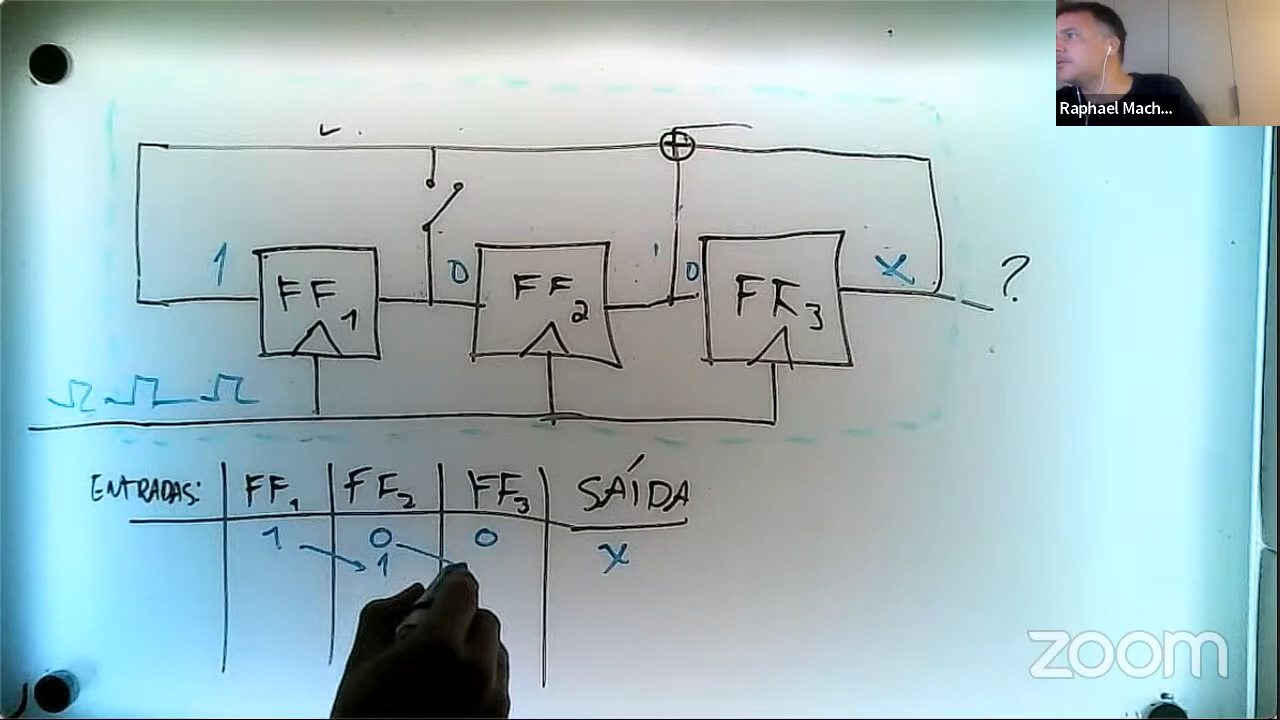 Raphael Mach...
1 0 0 X ?
FF1 FF2 FF3
ENTRADAS: FF1 FF2 FF3 SAÍDA
1 0 0 X
1
zoom